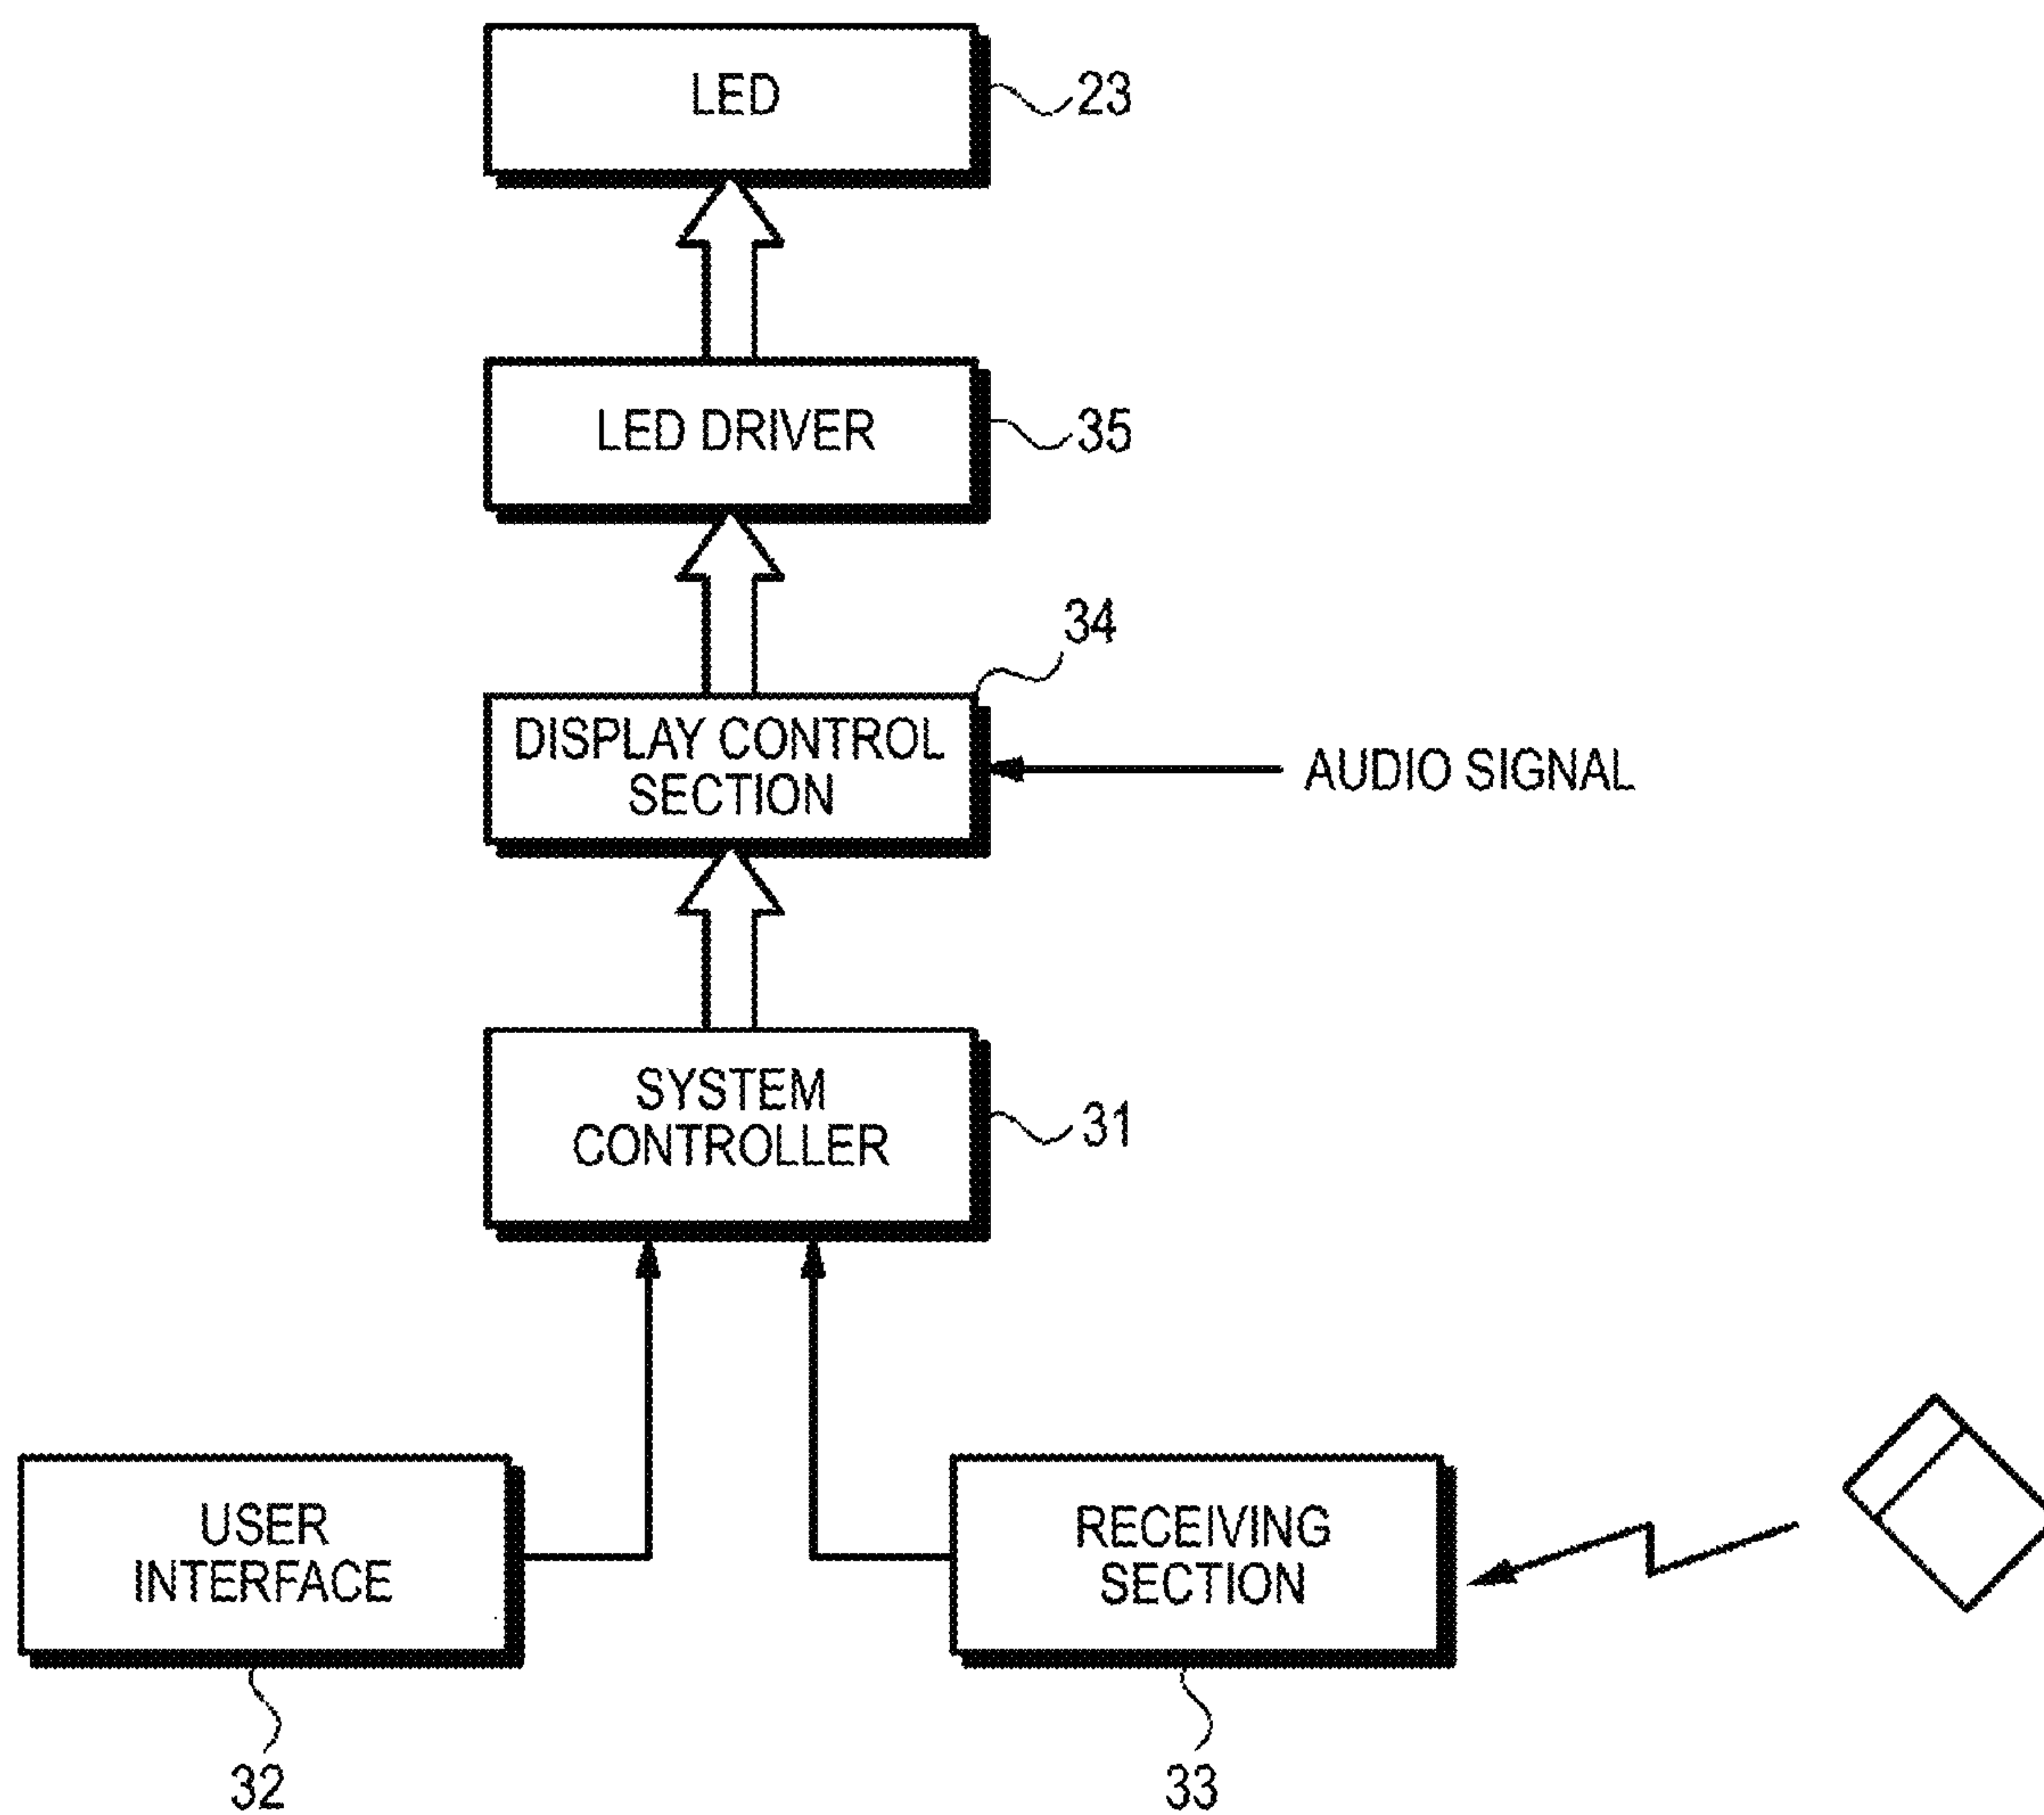 LED
23
LED DRIVER
35
34
DISPLAY CONTROL
SECTION
AUDIO SIGNAL
SYSTEM
CONTROLLER
31
USER
INTERFACE
RECEIVING
SECTION
32
33